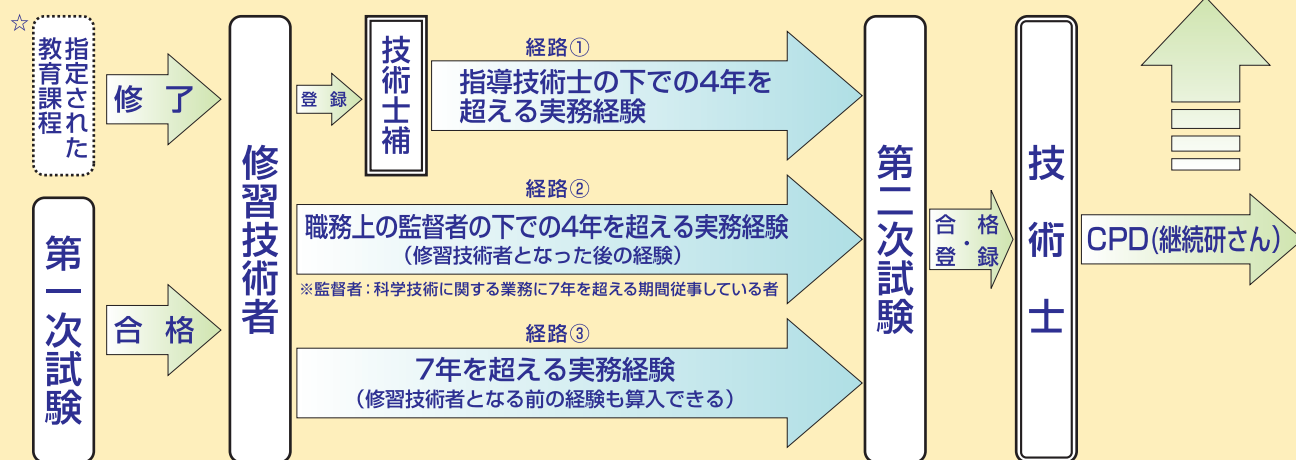 ☆
指定された
教育課程
修了
第一次試験
合格
修習技術者
登録
技術士補
経路①
指導技術士の下での4年を
超える実務経験
経路②
職務上の監督者の下での4年を超える実務経験
（修習技術者となった後の経験）
※監督者：科学技術に関する業務に7年を超える期間従事している者
経路③
7年を超える実務経験
（修習技術者となる前の経験も算入できる）
第二次試験
合格・
登録
技術士
CPD(継続研さん)